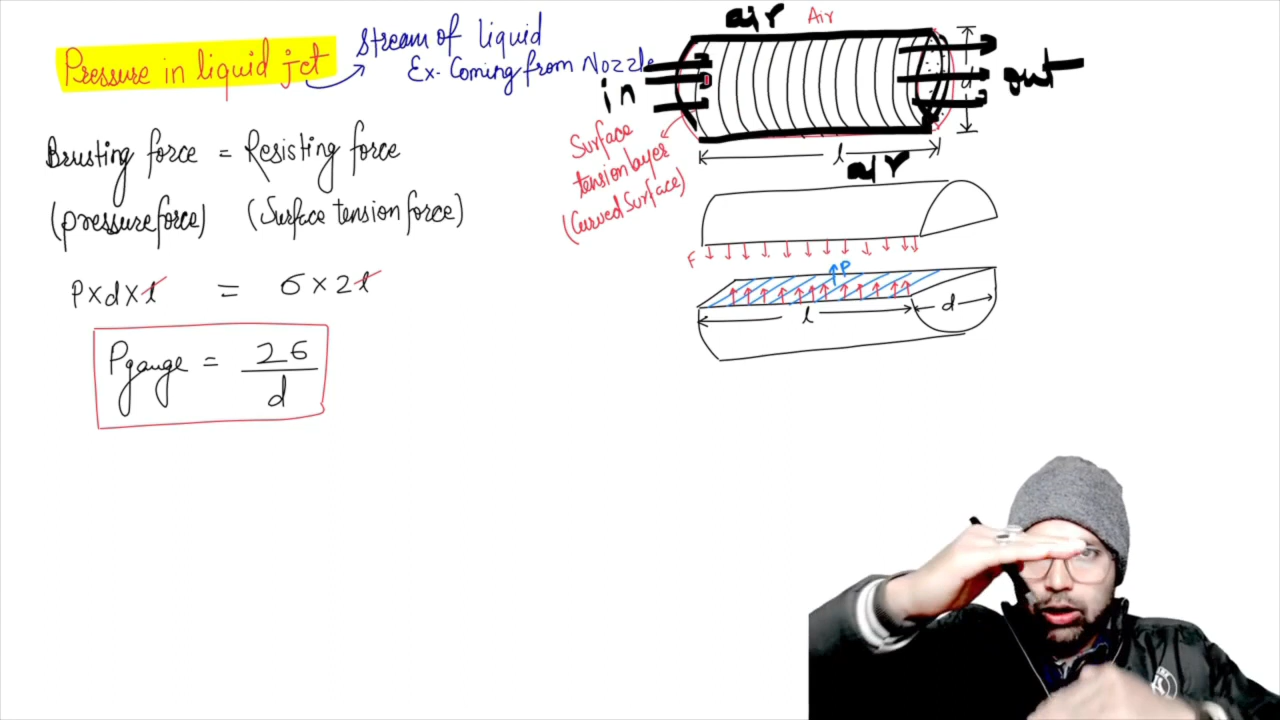 Pressure in liquid jet
Stream of liquid
Ex- Coming from Nozzle
Brusting force = Resisting force
(pressure force) (Surface tension force)
P×d×l = σ×2l
Pgauge = 2σ/d
air Air
in
out
d
Surface
tension layer
(Curved Surface)
l
air
F
P
l
d